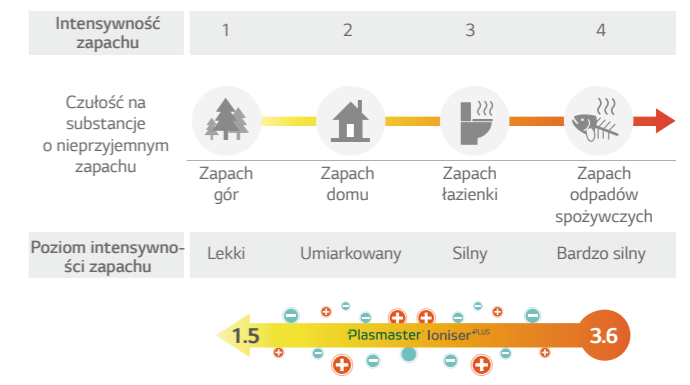 Intensywność
zapachu
1
2
3
4
Czułość na
substancje
o nieprzyjemnym
zapachu
Zapach
gór
Zapach
domu
Zapach
łazienki
Zapach
odpadów
spożywczych
Poziom intensywno-
ści zapachu
Lekki
Umiarkowany
Silny
Bardzo silny
1.5
Plasmaster™ Ioniser PLUS
3.6